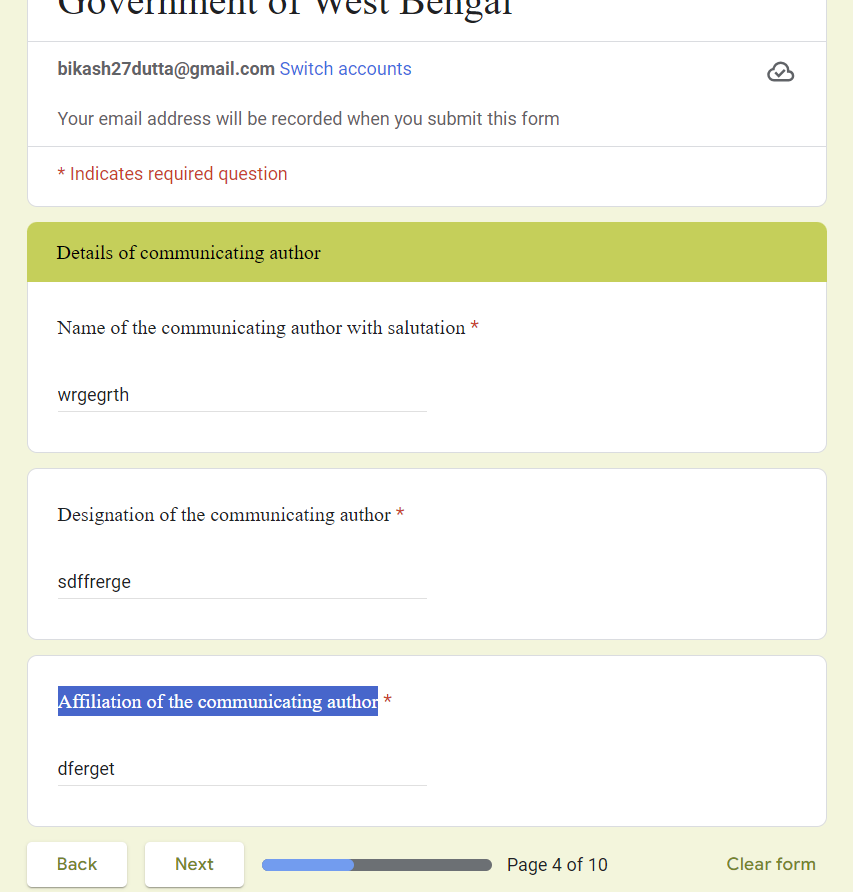 Government of West Bengal
bikash27dutta@gmail.com Switch accounts
Your email address will be recorded when you submit this form
* Indicates required question
Details of communicating author
Name of the communicating author with salutation *
wrgegrth
Designation of the communicating author *
sdffrerge
Affiliation of the communicating author *
dferget
Back Next Page 4 of 10 Clear form